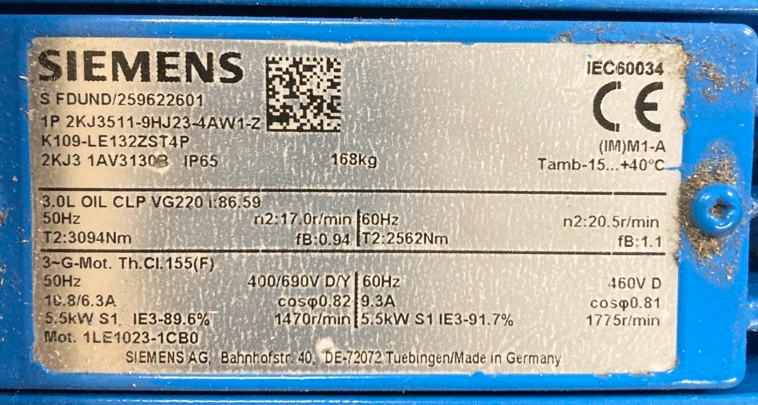 SIEMENS
IEC60034
S FDUND/259622601
CE
1P 2KJ3511-9HJ23-4AW1-Z
K109-LE132ZST4P
(IM)M1-A
2KJ3 1AV3130B IP65 168kg
Tamb-15...+40°C
3.0L OIL CLP VG220 i:86.59
50Hz n2:17.0r/min 60Hz n2:20.5r/min
T2:3094Nm fB:0.94 T2:2562Nm fB:1.1
3~G-Mot. Th.Cl.155(F)
50Hz 400/690V D/Y 60Hz 460V D
10.8/6.3A cosφ0.82 9.3A cosφ0.81
5.5kW S1 IE3-89.6% 1470r/min 5.5kW S1 IE3-91.7% 1775r/min
Mot. 1LE1023-1CB0
SIEMENS AG, Bahnhofstr. 40, DE-72072 Tuebingen/Made in Germany